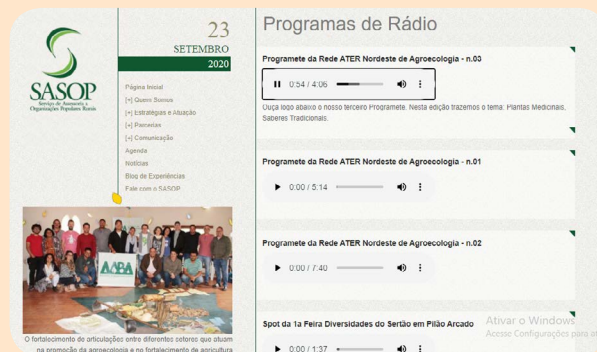 SASOP
Serviço de Assessoria a
Organizações Populares Rurais
23
SETEMBRO
2020
Página Inicial
[+] Quem Somos
[+] Estratégias e Atuação
[+] Parcerias
[+] Comunicação
Agenda
Notícias
Blog de Experiências
Fale com o SASOP
AABA
O fortalecimento de articulações entre diferentes setores que atuam
na promoção da agroecologia e no fortalecimento de agricultura
Programas de Rádio
Programete da Rede ATER Nordeste de Agroecologia - n.03
0:54 / 4:06
Ouça logo abaixo o nosso terceiro Programete. Nesta edição trazemos o tema: Plantas Medicinais,
Saberes Tradicionais.
Programete da Rede ATER Nordeste de Agroecologia - n.01
0:00 / 5:14
Programete da Rede ATER Nordeste de Agroecologia - n.02
0:00 / 7:40
Spot da 1a Feira Diversidades do Sertão em Pilão Arcado
0:00 / 1:37
Ativar o Windows
Acesse Configurações para